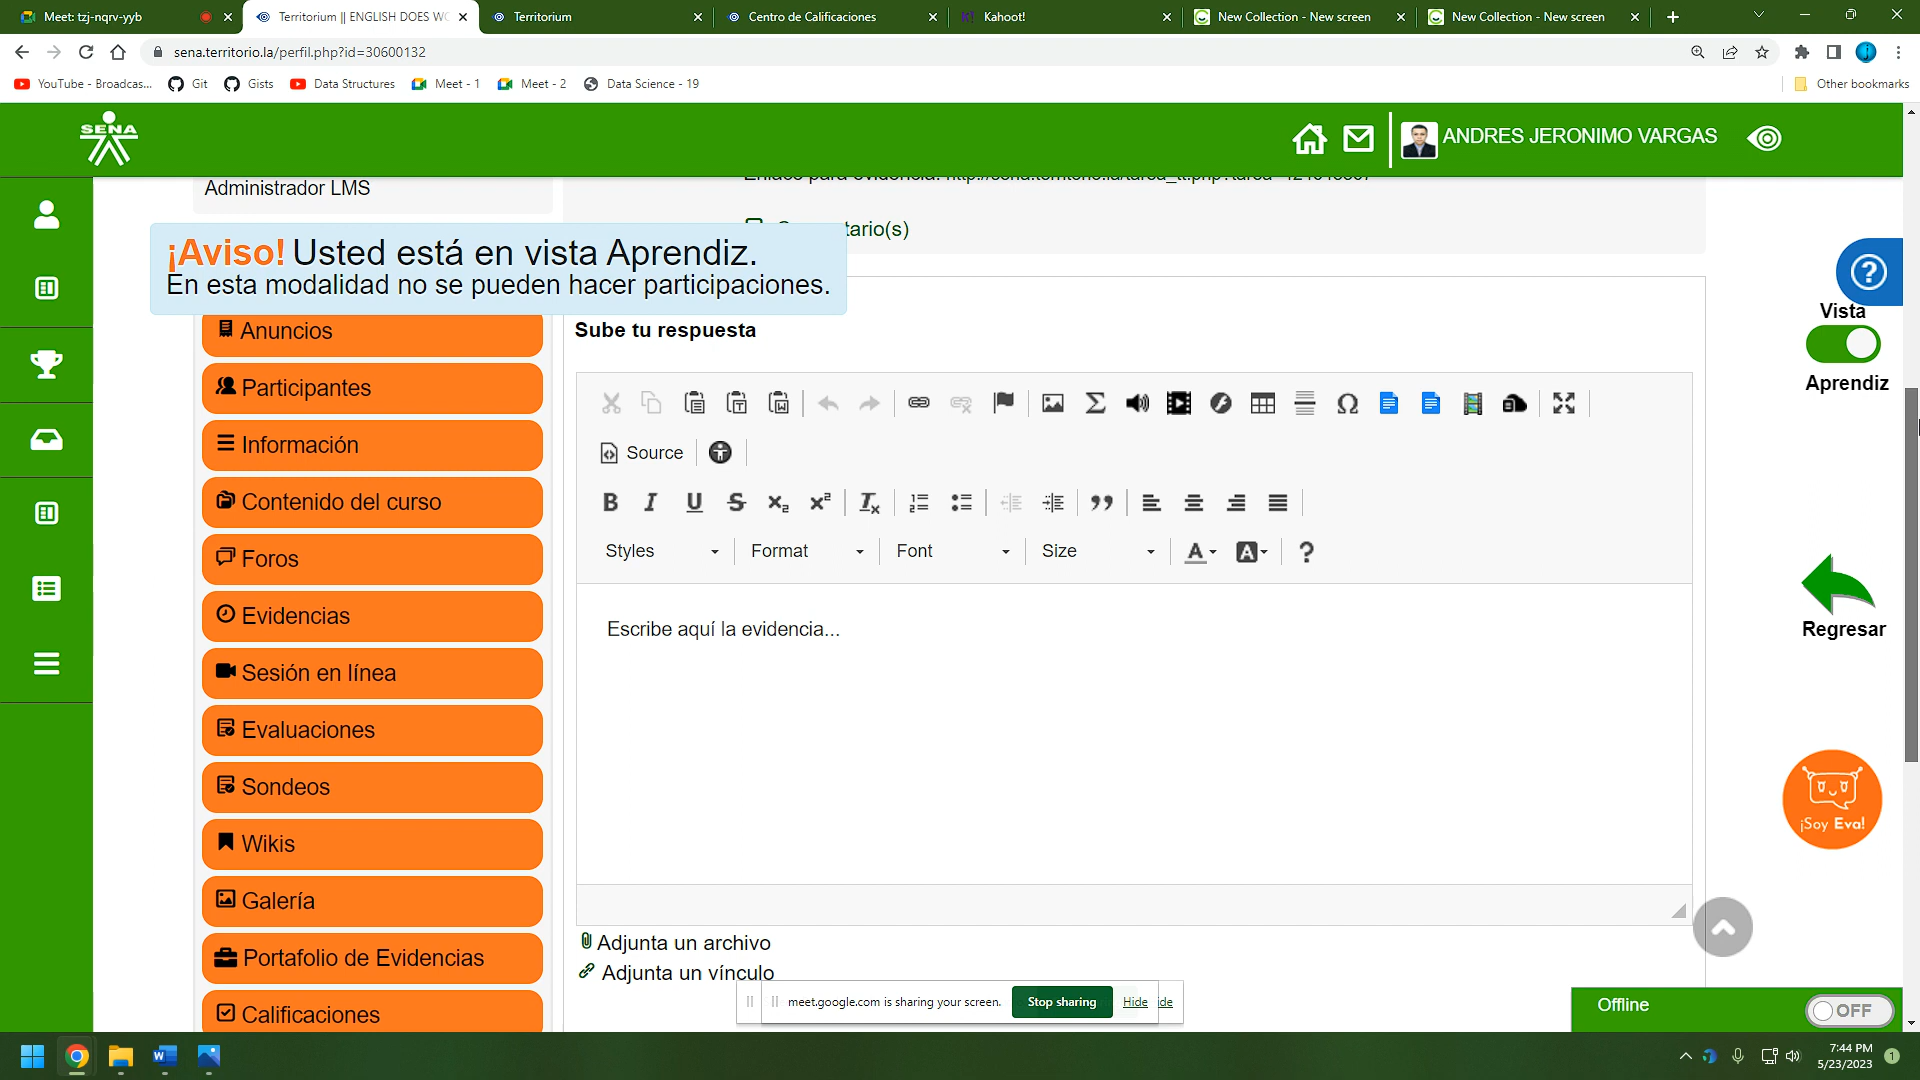 Meet: tzj-nqrv-yyb
Territorium || ENGLISH DOES WO
Territorium
Centro de Calificaciones
Kahoot!
New Collection - New screen
New Collection - New screen
sena.territorio.la/perfil.php?id=30600132
YouTube - Broadcas...
Git
Gists
Data Structures
Meet - 1
Meet - 2
Data Science - 19
Other bookmarks
SENA
ANDRES JERONIMO VARGAS
Administrador LMS
tario(s)
¡Aviso! Usted está en vista Aprendiz.
En esta modalidad no se pueden hacer participaciones.
Vista
Aprendiz
Anuncios
Participantes
Información
Contenido del curso
Foros
Evidencias
Sesión en línea
Evaluaciones
Sondeos
Wikis
Galería
Portafolio de Evidencias
Calificaciones
Sube tu respuesta
Source
Styles
Format
Font
Size
Escribe aquí la evidencia...
Regresar
¡Soy Eva!
Adjunta un archivo
Adjunta un vínculo
meet.google.com is sharing your screen.
Stop sharing
Hide
ide
Offline
OFF
7:44 PM
5/23/2023
1